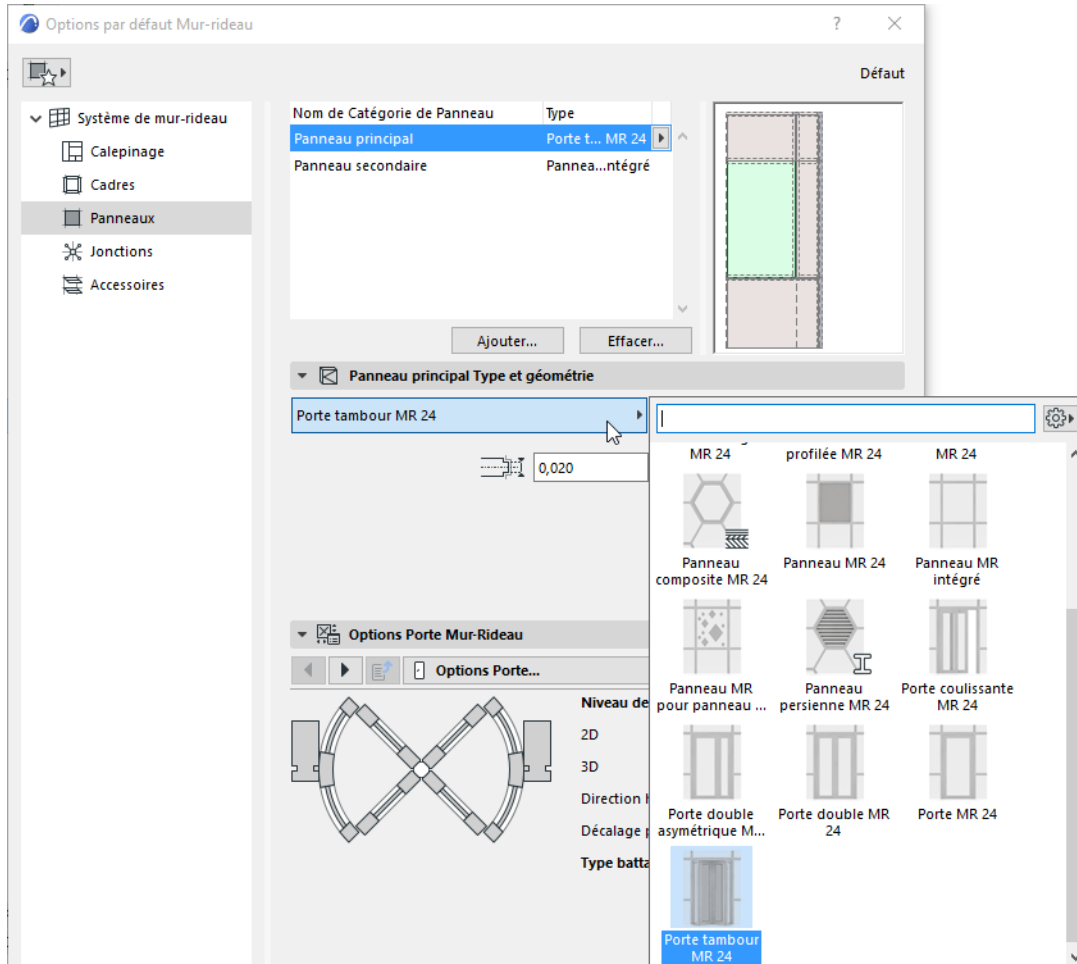 Options par défaut Mur-rideau
?
Défaut
Système de mur-rideau
Calepinage
Cadres
Panneaux
Jonctions
Accessoires
Nom de Catégorie de Panneau Type
Panneau principal Porte t... MR 24
Panneau secondaire Pannea...ntégré
Ajouter... Effacer...
Panneau principal Type et géométrie
Porte tambour MR 24
0,020
MR 24 profilée MR 24 MR 24
Panneau composite MR 24
Panneau MR 24
Panneau MR intégré
Panneau MR pour panneau ...
Panneau persienne MR 24
Porte coulissante MR 24
Porte double asymétrique M...
Porte double MR 24
Porte MR 24
Porte tambour MR 24
Options Porte Mur-Rideau
Options Porte...
Niveau de
2D
3D
Direction
Décalage
Type batta